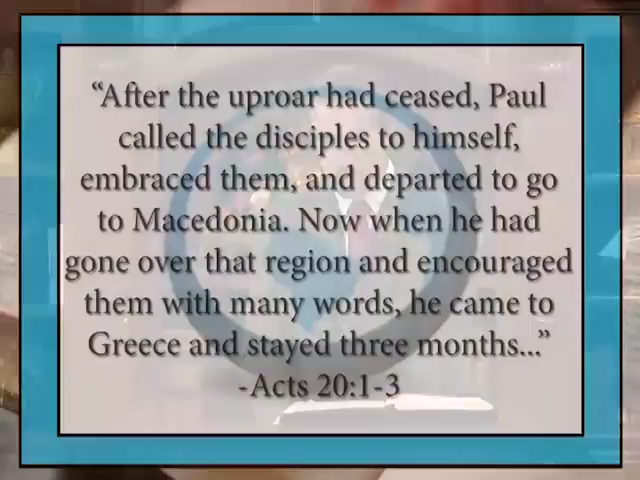 “After the uproar had ceased, Paul
called the disciples to himself,
embraced them, and departed to go
to Macedonia. Now when he had
gone over that region and encouraged
them with many words, he came to
Greece and stayed three months...”
-Acts 20:1-3